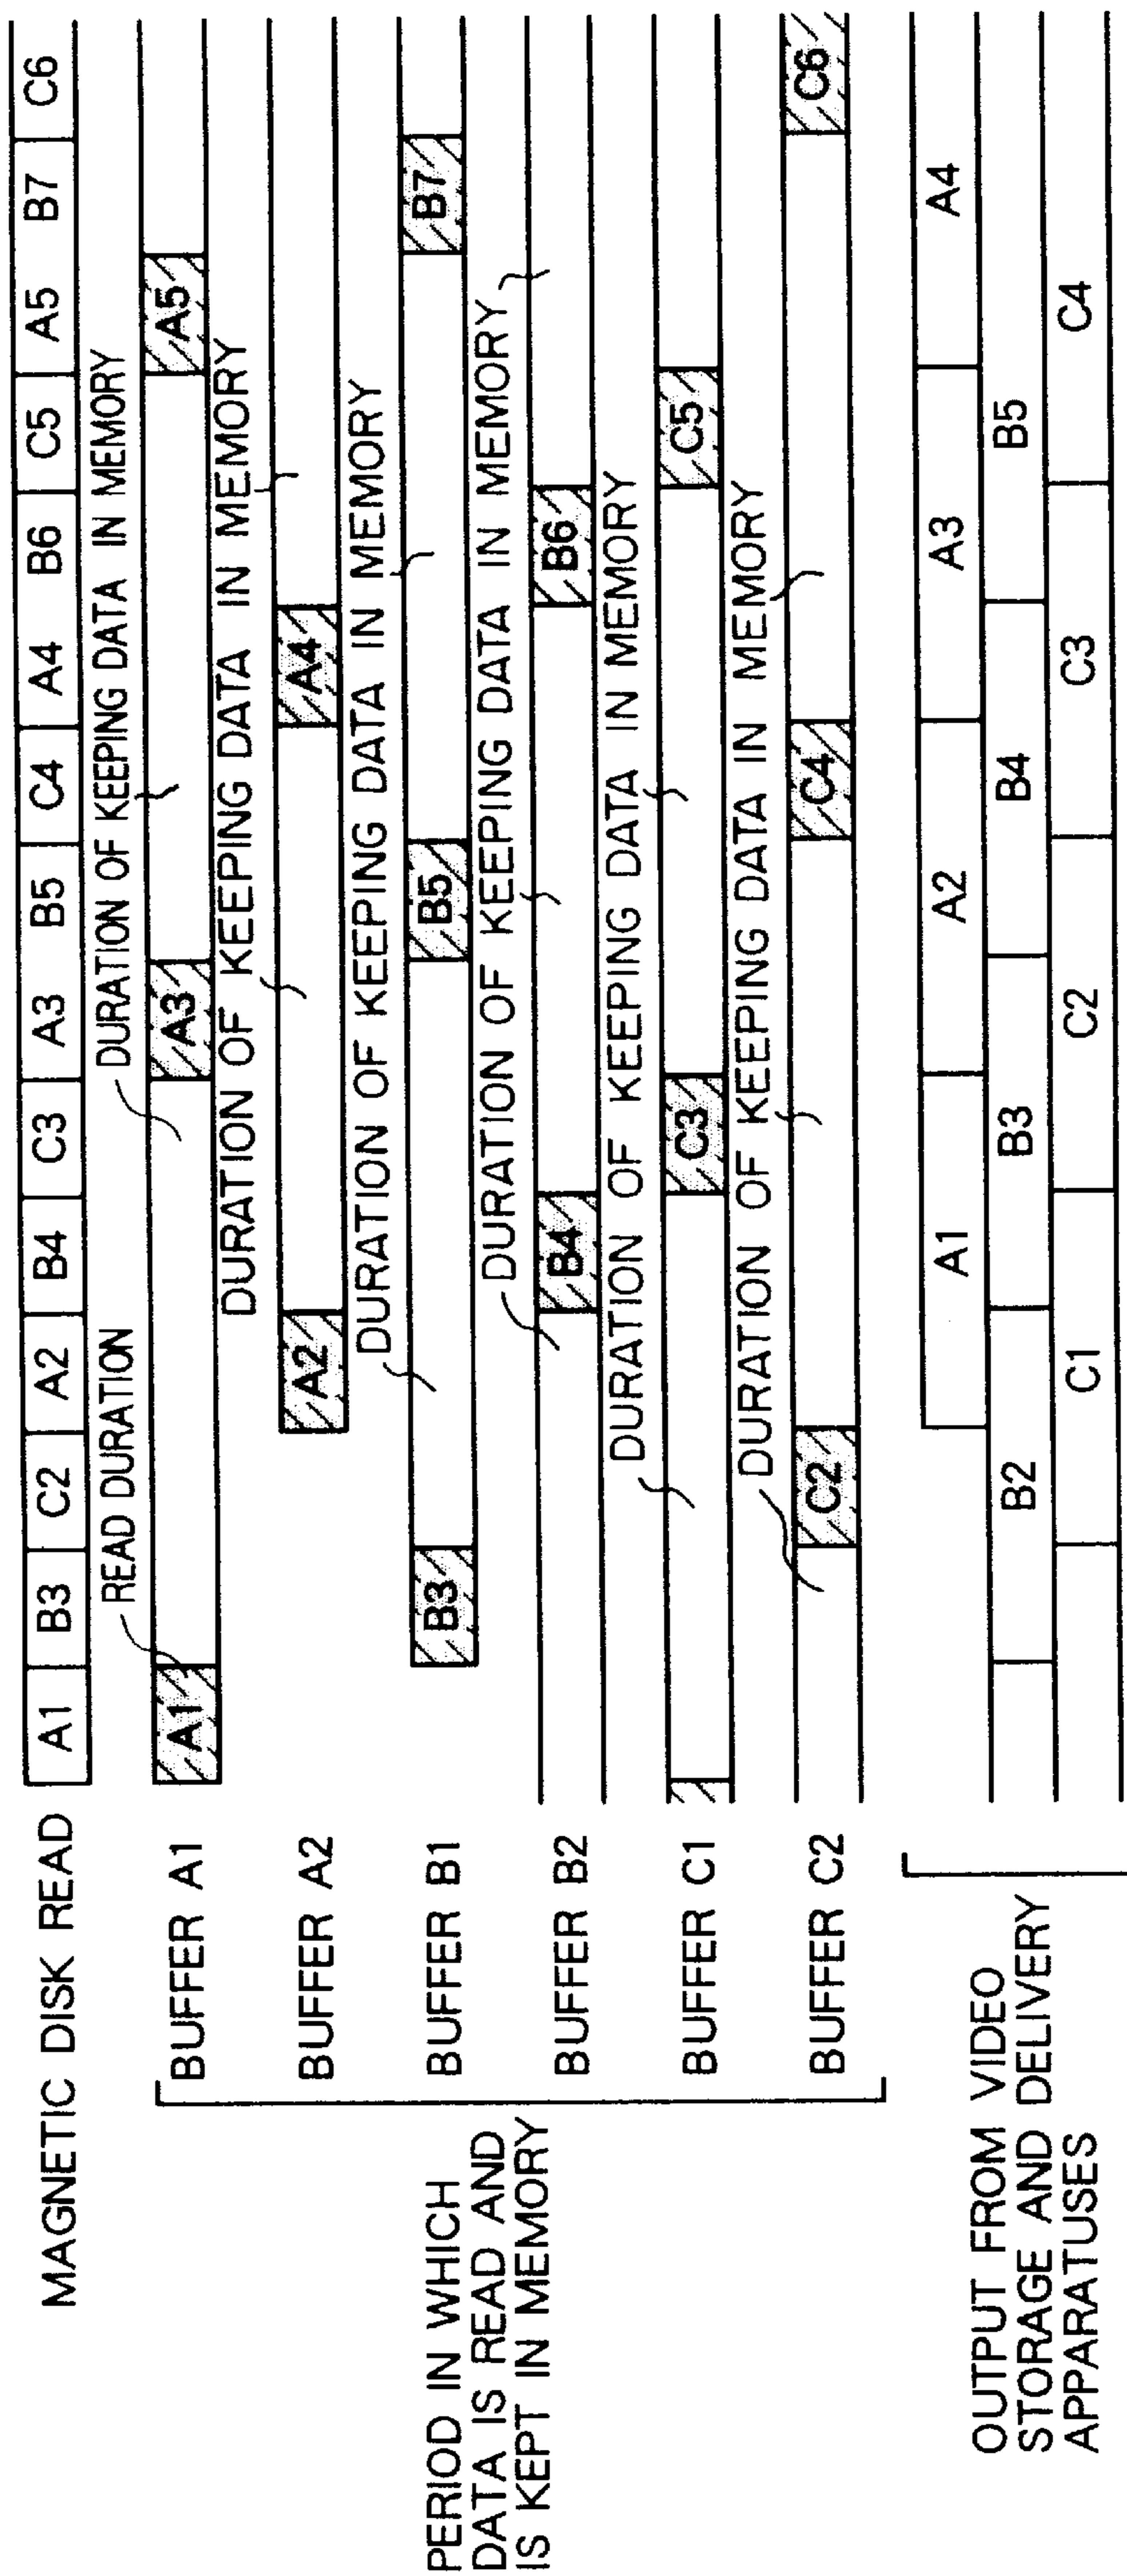 MAGNETIC DISK READ
A1 B3 C2 A2 B4 C3 A3 B5 C4 A4 B6 C5 A5 B7 C6
READ DURATION
DURATION OF KEEPING DATA IN MEMORY
PERIOD IN WHICH
DATA IS READ AND
IS KEPT IN MEMORY
BUFFER A1
A1 A3 A5
DURATION OF KEEPING DATA IN MEMORY
BUFFER A2
A2 A4
DURATION OF KEEPING DATA IN MEMORY
BUFFER B1
B3 B5 B7
DURATION OF KEEPING DATA IN MEMORY
BUFFER B2
B4 B6
DURATION OF KEEPING DATA IN MEMORY
BUFFER C1
C3 C5
DURATION OF KEEPING DATA IN MEMORY
BUFFER C2
C2 C4 C6
OUTPUT FROM VIDEO
STORAGE AND DELIVERY
APPARATUSES
A1 A2 A3 A4
B2 B3 B4 B5
C1 C2 C3 C4